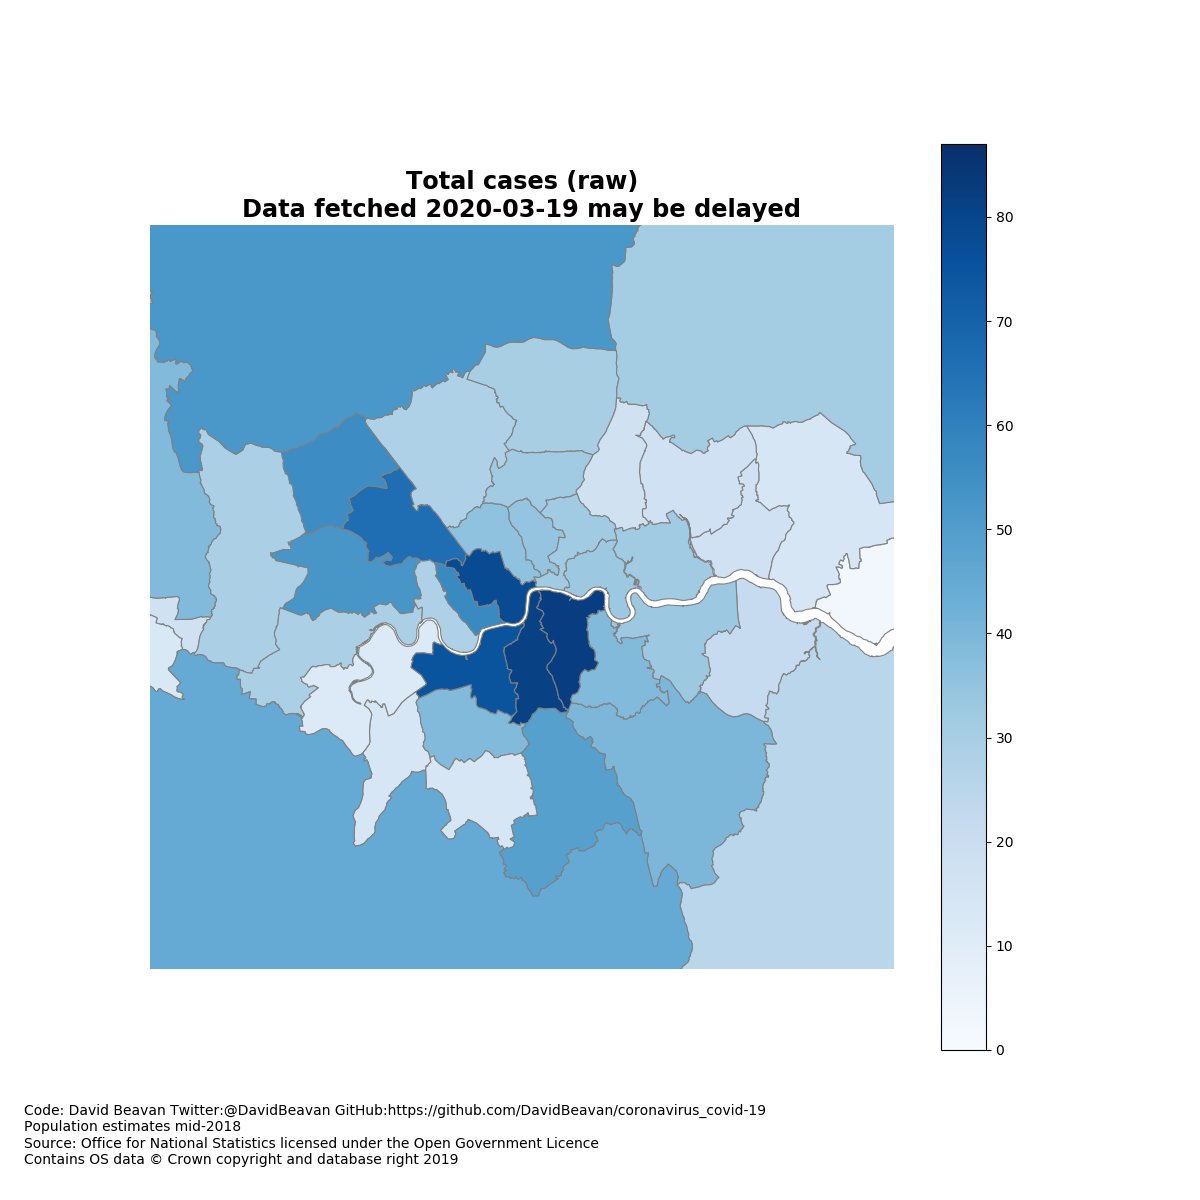 Total cases (raw)
Data fetched 2020-03-19 may be delayed
80
70
60
50
40
30
20
10
0
Code: David Beavan Twitter:@DavidBeavan GitHub:https://github.com/DavidBeavan/coronavirus_covid-19
Population estimates mid-2018
Source: Office for National Statistics licensed under the Open Government Licence
Contains OS data © Crown copyright and database right 2019